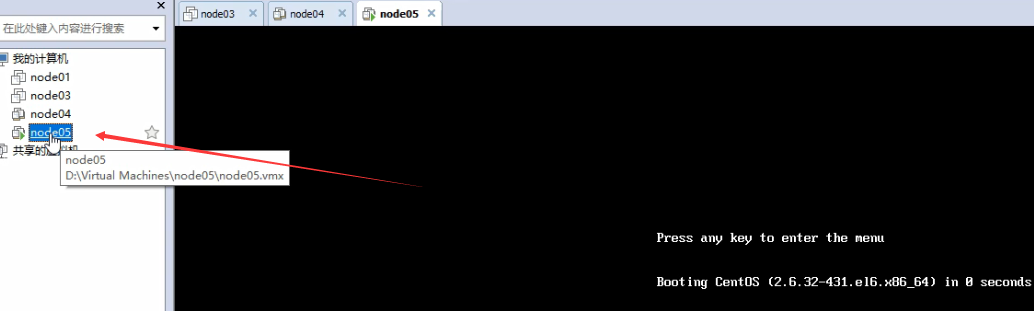 node03
node04
node05
在此处键入内容进行搜索
我的计算机
node01
node03
node04
node05
共享的
机
node05
D:\Virtual Machines\node05\node05.vmx
Press any key to enter the menu
Booting CentOS (2.6.32-431.el6.x86_64) in 0 seconds